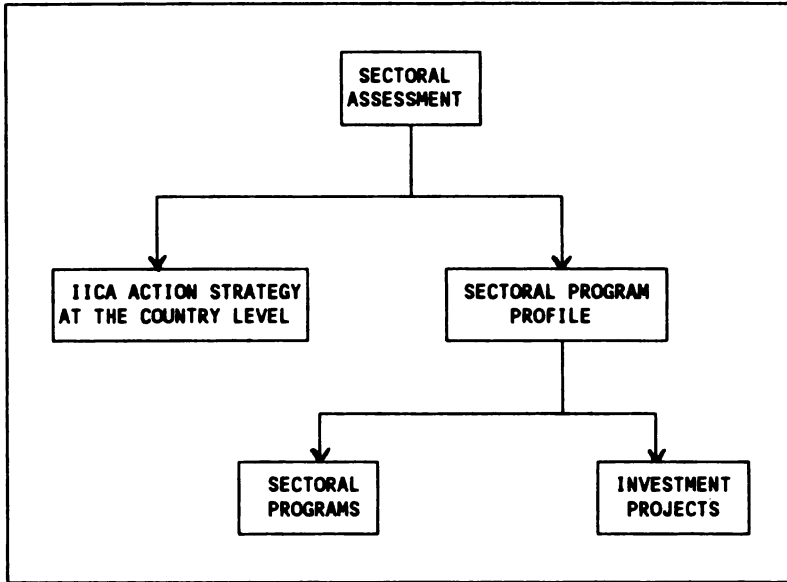 SECTORAL
ASSESSMENT
IICA ACTION STRATEGY
AT THE COUNTRY LEVEL
SECTORAL PROGRAM
PROFILE
SECTORAL
PROGRAMS
INVESTMENT
PROJECTS